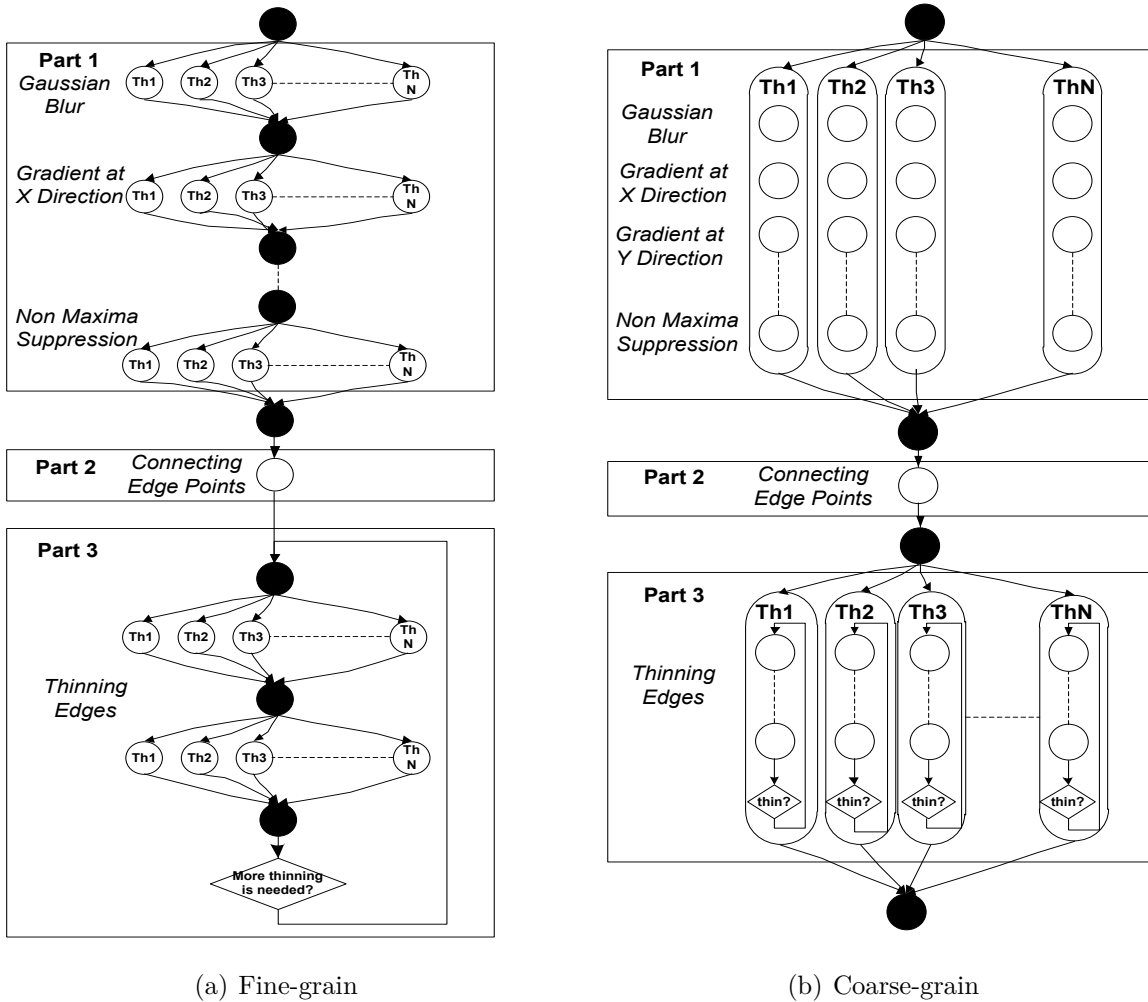 Part 1
Gaussian
Blur
Th1 Th2 Th3 Th
N
Gradient at
X Direction
Th1 Th2 Th3 Th
N
Non Maxima
Suppression
Th1 Th2 Th3 Th
N
Part 2
Connecting
Edge Points
Part 3
Th1 Th2 Th3 Th
N
Thinning
Edges
Th1 Th2 Th3 Th
N
More thinning
is needed?
(a) Fine-grain
Part 1
Th1 Th2 Th3 ThN
Gaussian
Blur
Gradient at
X Direction
Gradient at
Y Direction
Non Maxima
Suppression
Part 2
Connecting
Edge Points
Part 3
Th1 Th2 Th3 ThN
Thinning
Edges
thin? thin? thin? thin?
(b) Coarse-grain